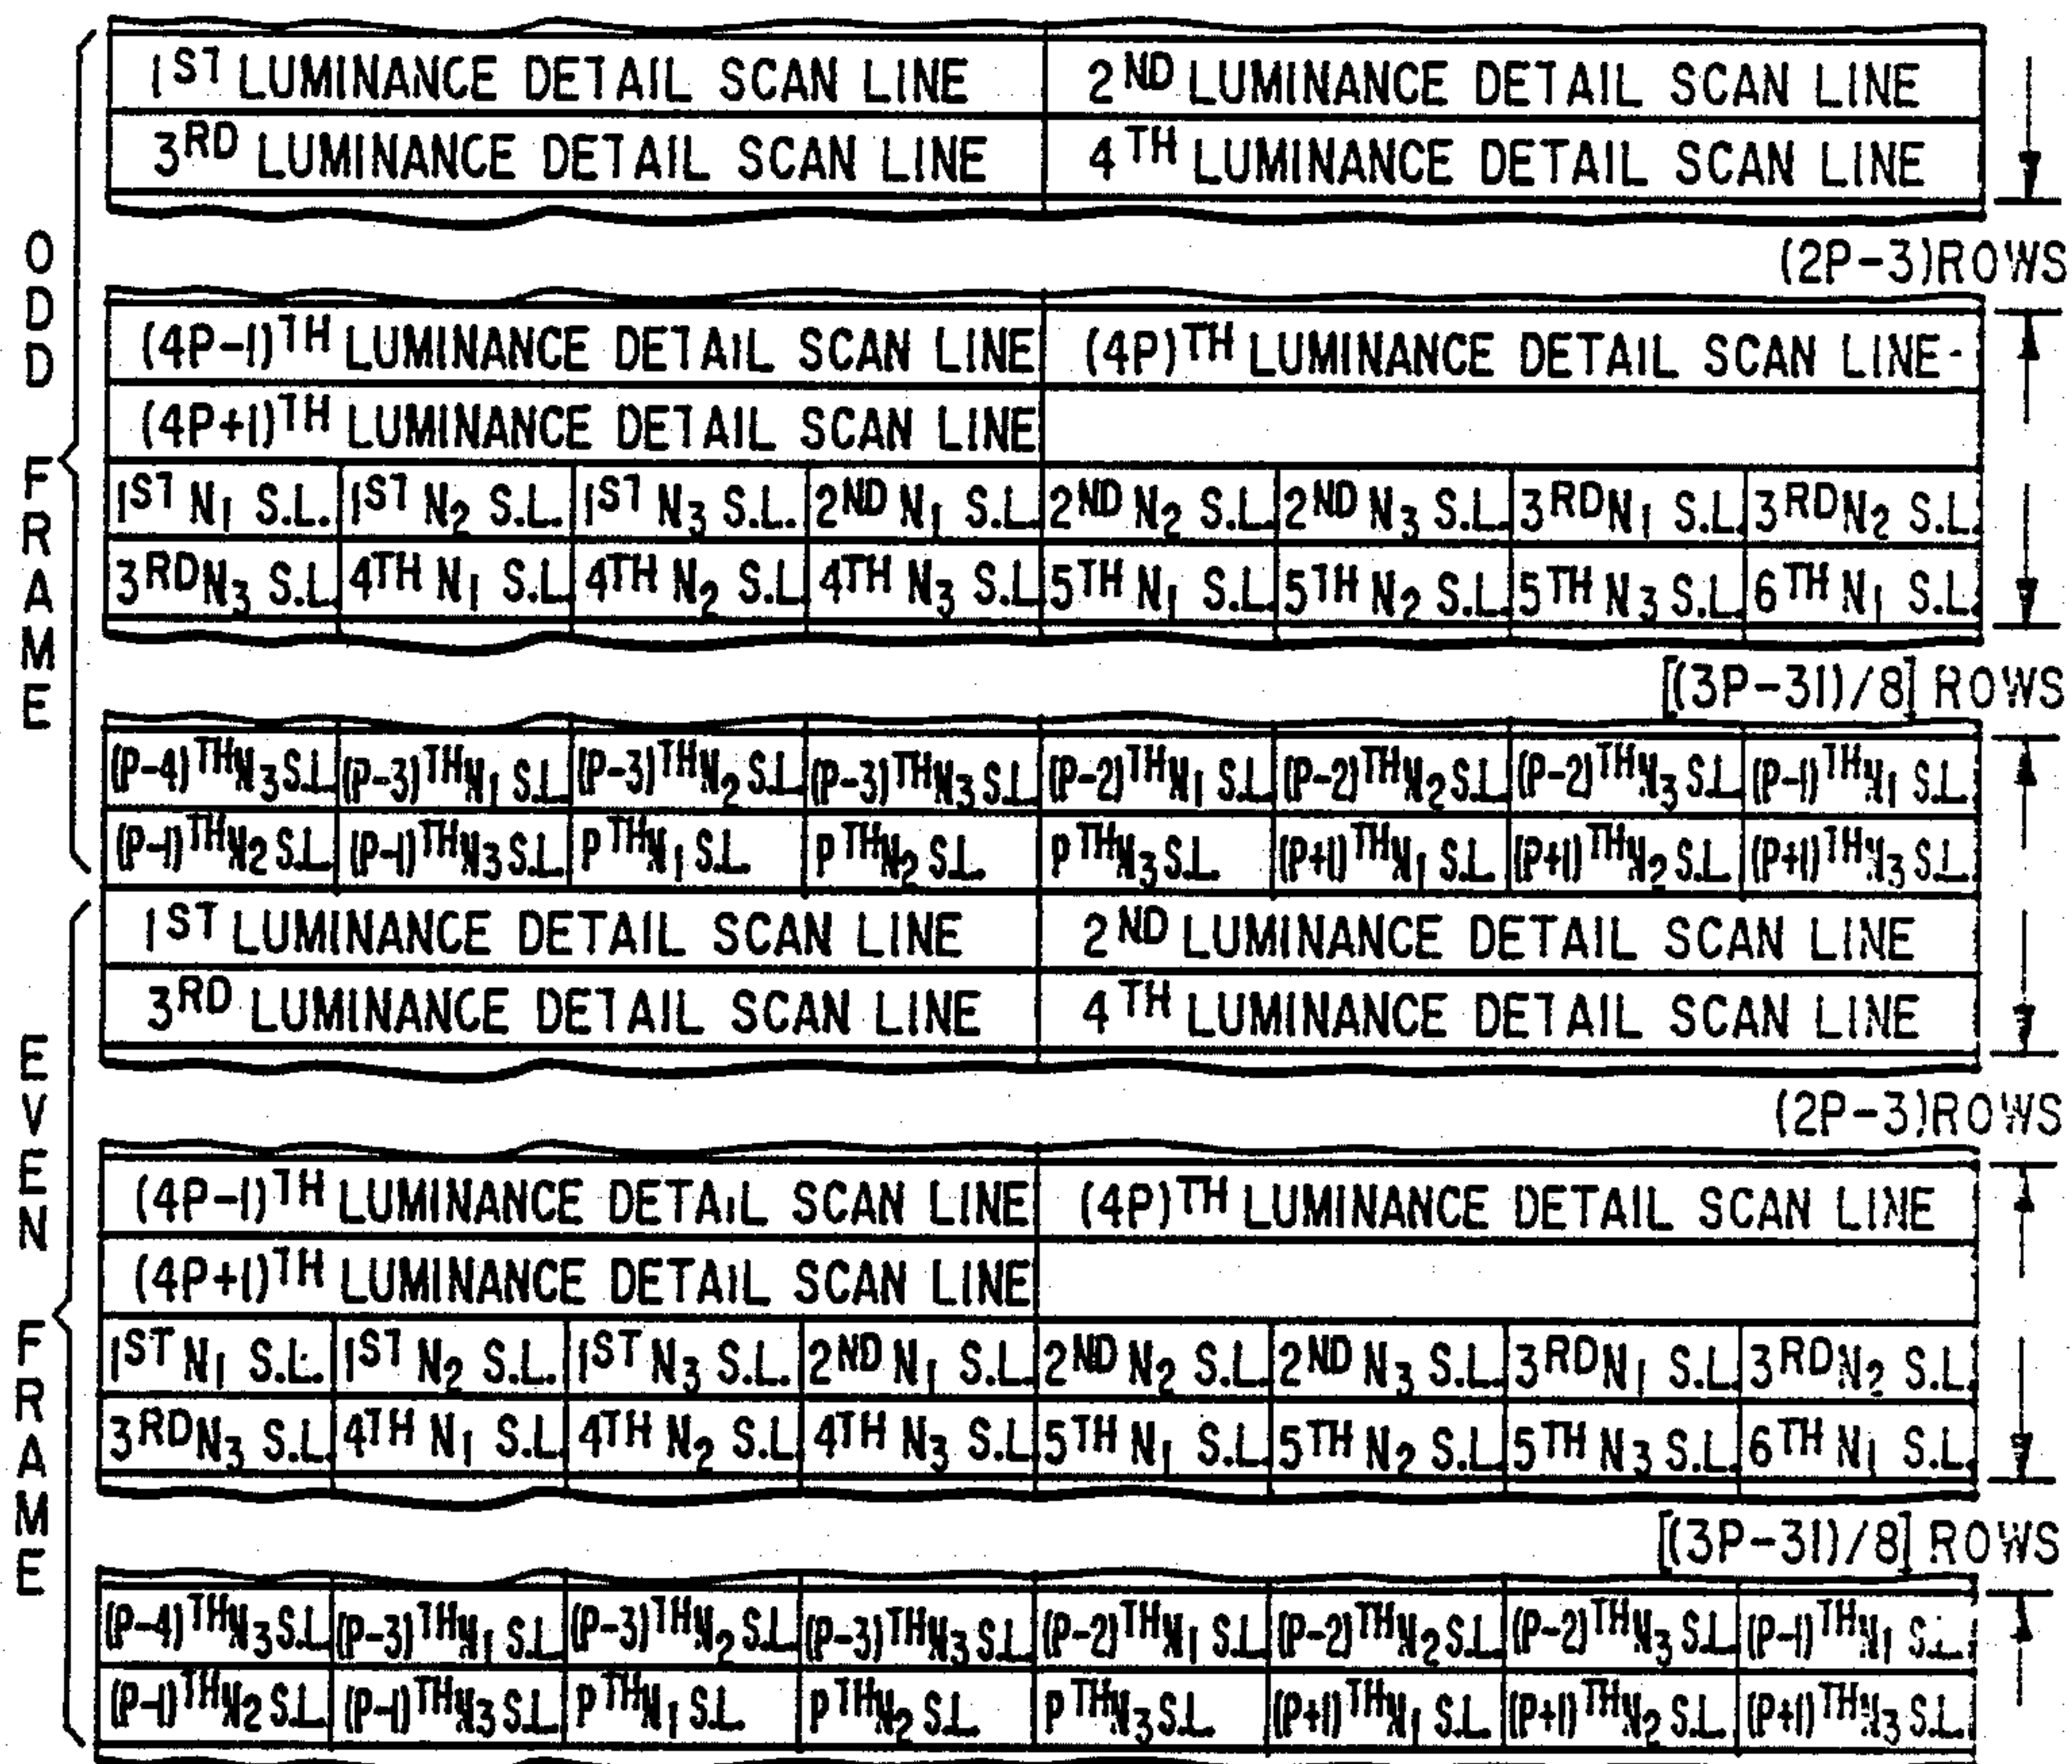 ODD FRAME
1ST LUMINANCE DETAIL SCAN LINE 2ND LUMINANCE DETAIL SCAN LINE
3RD LUMINANCE DETAIL SCAN LINE 4TH LUMINANCE DETAIL SCAN LINE
(2P-3)ROWS
(4P-1)TH LUMINANCE DETAIL SCAN LINE (4P)TH LUMINANCE DETAIL SCAN LINE
(4P+1)TH LUMINANCE DETAIL SCAN LINE
1ST N1 S.L. 1ST N2 S.L. 1ST N3 S.L. 2ND N1 S.L. 2ND N2 S.L. 2ND N3 S.L. 3RD N1 S.L. 3RD N2 S.L.
3RD N3 S.L. 4TH N1 S.L. 4TH N2 S.L. 4TH N3 S.L. 5TH N1 S.L. 5TH N2 S.L. 5TH N3 S.L. 6TH N1 S.L.
[(3P-31)/8] ROWS
(P-4)TH N3 S.L. (P-3)TH N1 S.L. (P-3)TH N2 S.L. (P-3)TH N3 S.L. (P-2)TH N1 S.L. (P-2)TH N2 S.L. (P-2)TH N3 S.L. (P-1)TH N1 S.L.
(P-1)TH N2 S.L. (P-1)TH N3 S.L. P TH N1 S.L. P TH N2 S.L. P TH N3 S.L. (P+1)TH N1 S.L. (P+1)TH N2 S.L. (P+1)TH N3 S.L.
EVEN FRAME
1ST LUMINANCE DETAIL SCAN LINE 2ND LUMINANCE DETAIL SCAN LINE
3RD LUMINANCE DETAIL SCAN LINE 4TH LUMINANCE DETAIL SCAN LINE
(2P-3)ROWS
(4P-1)TH LUMINANCE DETAIL SCAN LINE (4P)TH LUMINANCE DETAIL SCAN LINE
(4P+1)TH LUMINANCE DETAIL SCAN LINE
1ST N1 S.L. 1ST N2 S.L. 1ST N3 S.L. 2ND N1 S.L. 2ND N2 S.L. 2ND N3 S.L. 3RD N1 S.L. 3RD N2 S.L.
3RD N3 S.L. 4TH N1 S.L. 4TH N2 S.L. 4TH N3 S.L. 5TH N1 S.L. 5TH N2 S.L. 5TH N3 S.L. 6TH N1 S.L.
[(3P-31)/8] ROWS
(P-4)TH N3 S.L. (P-3)TH N1 S.L. (P-3)TH N2 S.L. (P-3)TH N3 S.L. (P-2)TH N1 S.L. (P-2)TH N2 S.L. (P-2)TH N3 S.L. (P-1)TH N1 S.L.
(P-1)TH N2 S.L. (P-1)TH N3 S.L. P TH N1 S.L. P TH N2 S.L. P TH N3 S.L. (P+1)TH N1 S.L. (P+1)TH N2 S.L. (P+1)TH N3 S.L.